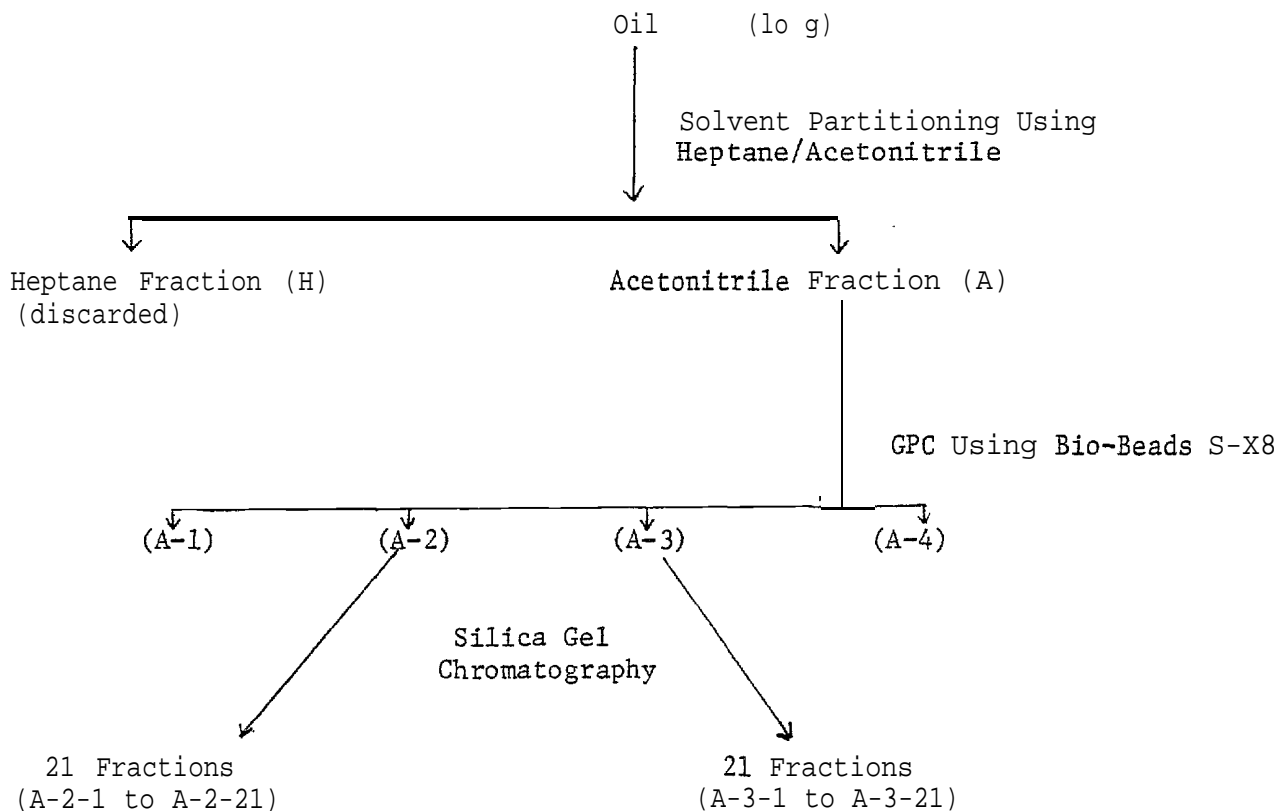 Oil (lo g)
Solvent Partitioning Using
Heptane/Acetonitrile
Heptane Fraction (H)
(discarded)
Acetonitrile Fraction (A)
GPC Using Bio-Beads S-X8
(A-1) (A-2) (A-3) (A-4)
Silica Gel
Chromatography
21 Fractions
(A-2-1 to A-2-21)
21 Fractions
(A-3-1 to A-3-21)